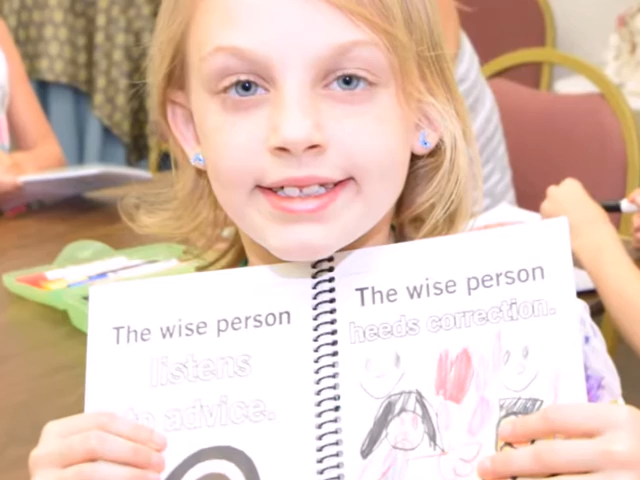 The wise person
listens
to advice.
The wise person
heeds correction.